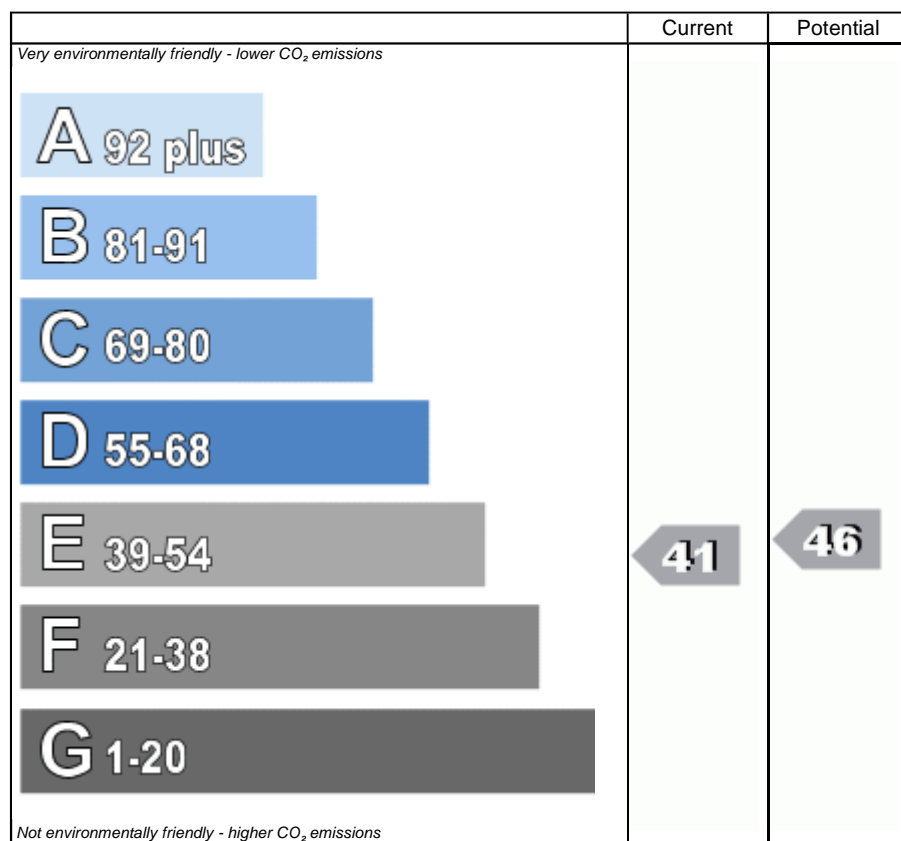 Current Potential
Very environmentally friendly - lower CO₂ emissions
A 92 plus
B 81-91
C 69-80
D 55-68
E 39-54
41
46
F 21-38
G 1-20
Not environmentally friendly - higher CO₂ emissions